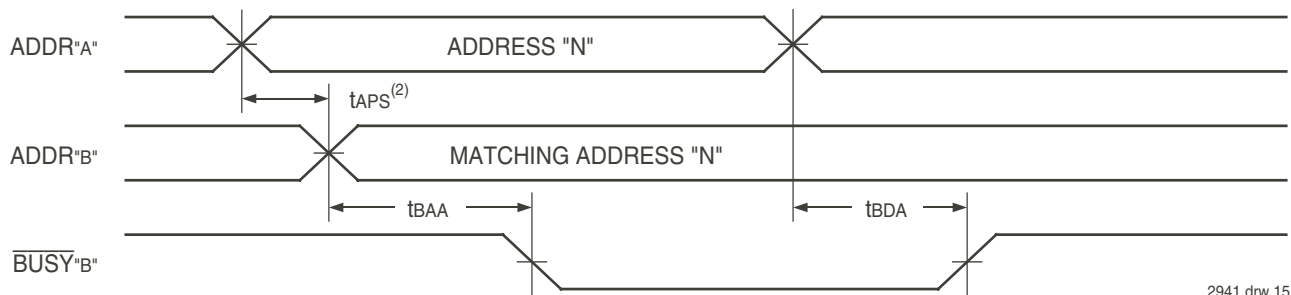 ADDR"A" ADDRESS "N"
tAPS(2)
ADDR"B" MATCHING ADDRESS "N"
tBAA tBDA
BUSY"B"
2941 drw 15